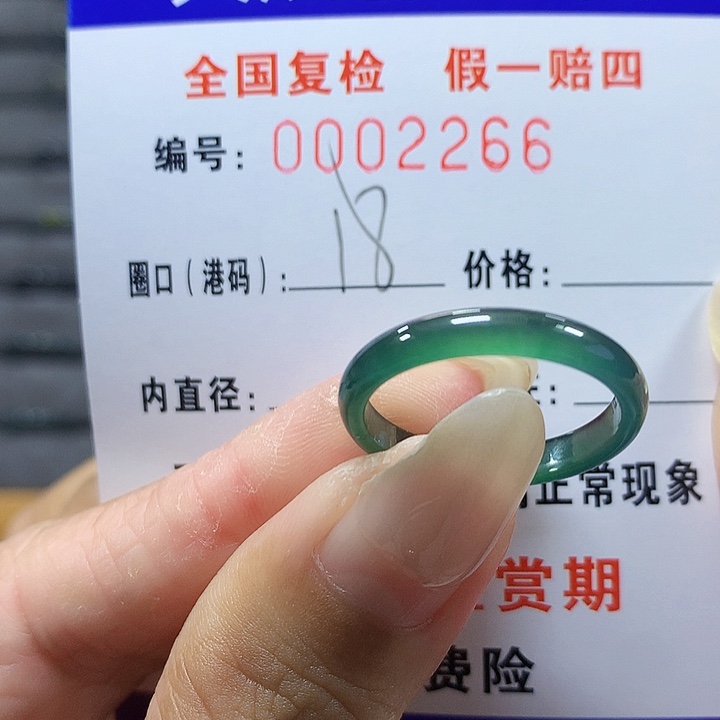 全国复检 假一赔四
编号: 0002266
圈口(港码): 18 价格:
内直径: :
正常现象
赏期
费险